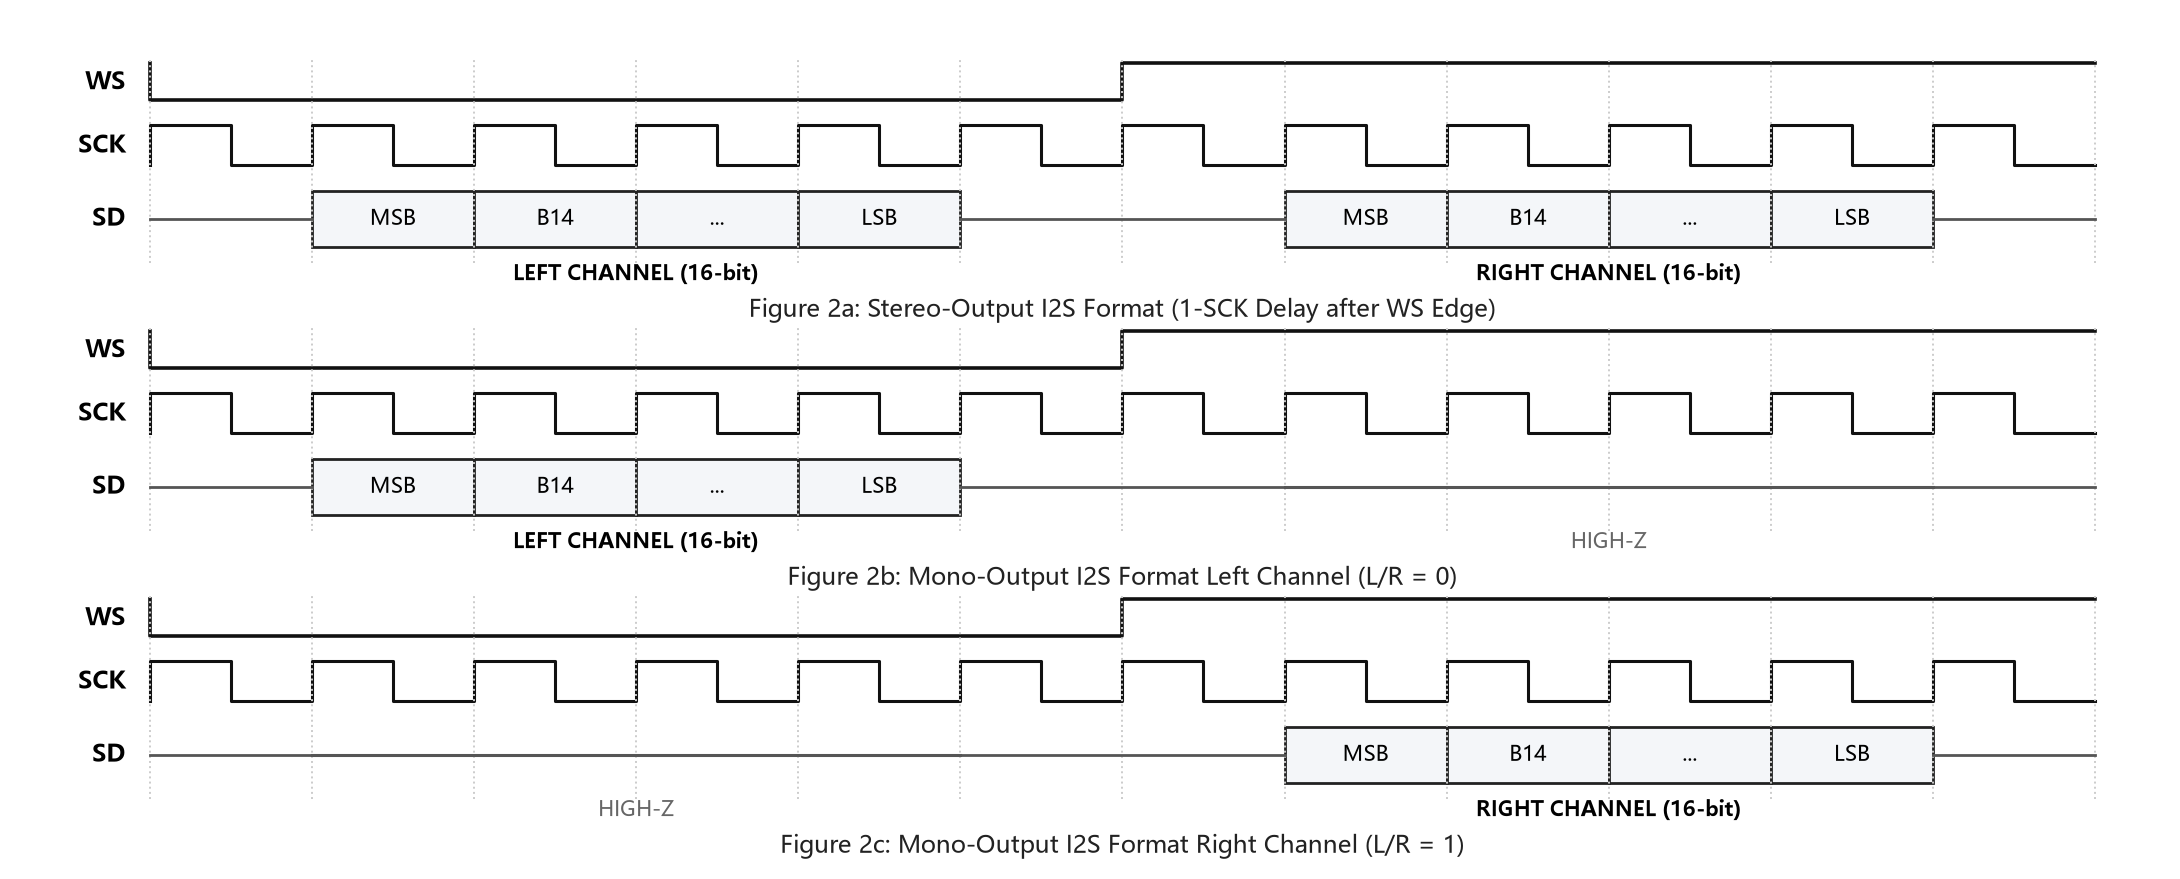 WS
SCK
SD MSB B14 ... LSB MSB B14 ... LSB
LEFT CHANNEL (16-bit) RIGHT CHANNEL (16-bit)
Figure 2a: Stereo-Output I2S Format (1-SCK Delay after WS Edge)
WS
SCK
SD MSB B14 ... LSB
LEFT CHANNEL (16-bit) HIGH-Z
Figure 2b: Mono-Output I2S Format Left Channel (L/R = 0)
WS
SCK
SD MSB B14 ... LSB
HIGH-Z RIGHT CHANNEL (16-bit)
Figure 2c: Mono-Output I2S Format Right Channel (L/R = 1)